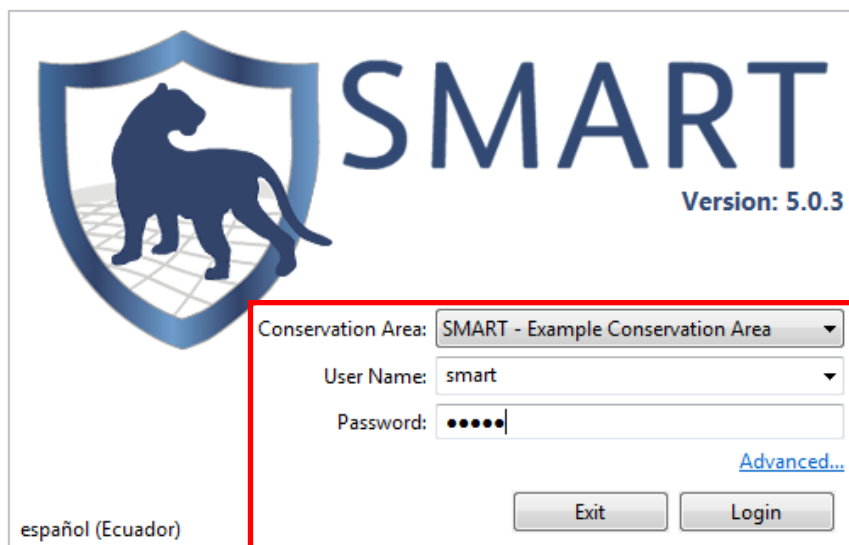 SMART
Version: 5.0.3
Conservation Area: SMART - Example Conservation Area
User Name: smart
Password: •••••
Advanced...
Exit Login
español (Ecuador)